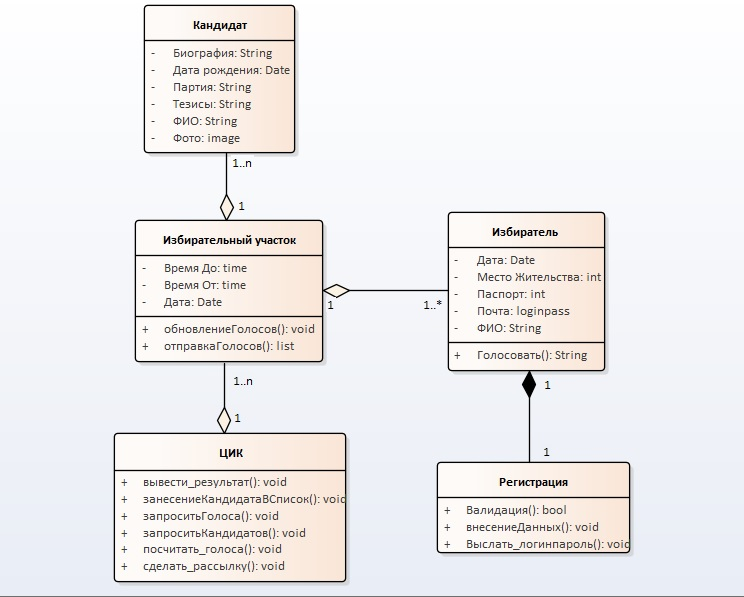 Кандидат
- Биография: String
- Дата рождения: Date
- Партия: String
- Тезисы: String
- ФИО: String
- Фото: image
1..n
1
Избирательный участок
- Время До: time
- Время От: time
- Дата: Date
+ обновлениеГолосов(): void
+ отправкаГолосов(): list
1
1..*
Избиратель
- Дата: Date
- Место Жительства: int
- Паспорт: int
- Почта: loginpass
- ФИО: String
+ Голосовать(): String
1..n
1
ЦИК
+ вывести_результат(): void
+ занесениеКандидатаВСписок(): void
+ запроситьГолоса(): void
+ запроситьКандидатов(): void
+ посчитать_голоса(): void
+ сделать_рассылку(): void
1
1
Регистрация
+ Валидация(): bool
+ внесениеДанных(): void
+ Выслать_логинпароль(): void